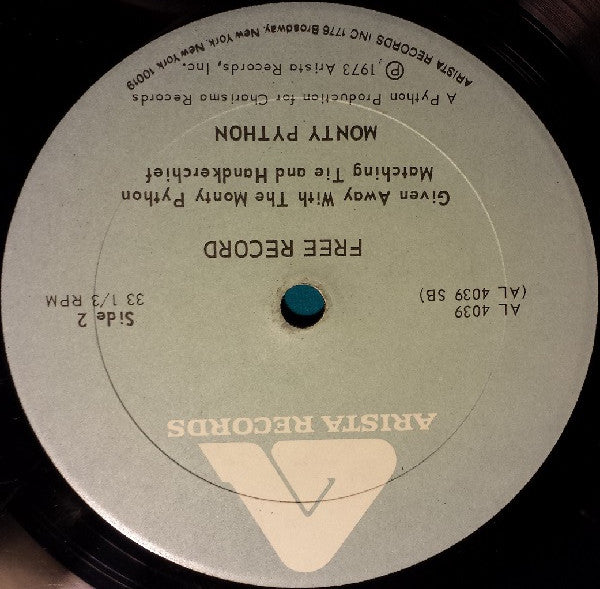 ARISTA RECORDS
AL 4039
(AL 4039 SB)
Side 2
33 1/3 RPM
FREE RECORD
Given Away With The Monty Python
Matching Tie and Handkerchief
MONTY PYTHON
A Python Production for Charisma Records
Ⓟ, 1973 Arista Records, Inc.
ARISTA RECORDS INC 1776 Broadway, New York, New York 10019